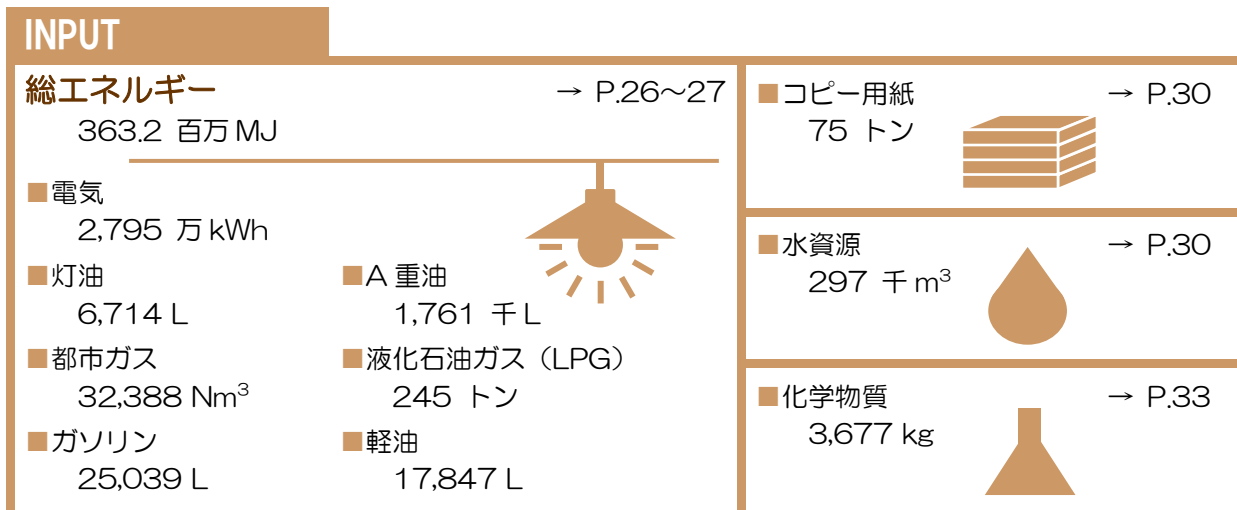 INPUT
総エネルギー → P.26~27
363.2 百万 MJ
■電気
2,795 万 kWh
■灯油
6,714 L
■A 重油
1,761 千 L
■都市ガス
32,388 Nm³
■液化石油ガス（LPG）
245 トン
■ガソリン
25,039 L
■軽油
17,847 L
■コピー用紙 → P.30
75 トン
■水資源 → P.30
297 千 m³
■化学物質 → P.33
3,677 kg